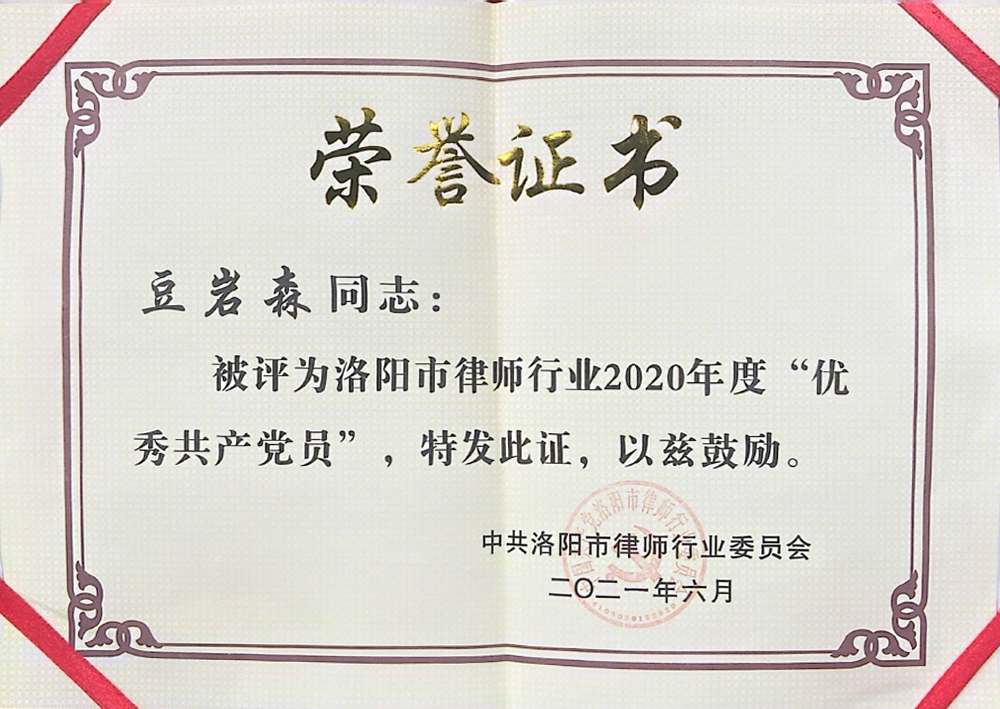 荣誉证书
豆岩森同志：
被评为洛阳市律师行业2020年度“优
秀共产党员”，特发此证，以兹鼓励。
中共洛阳市律师行业委员会
二〇二一年六月